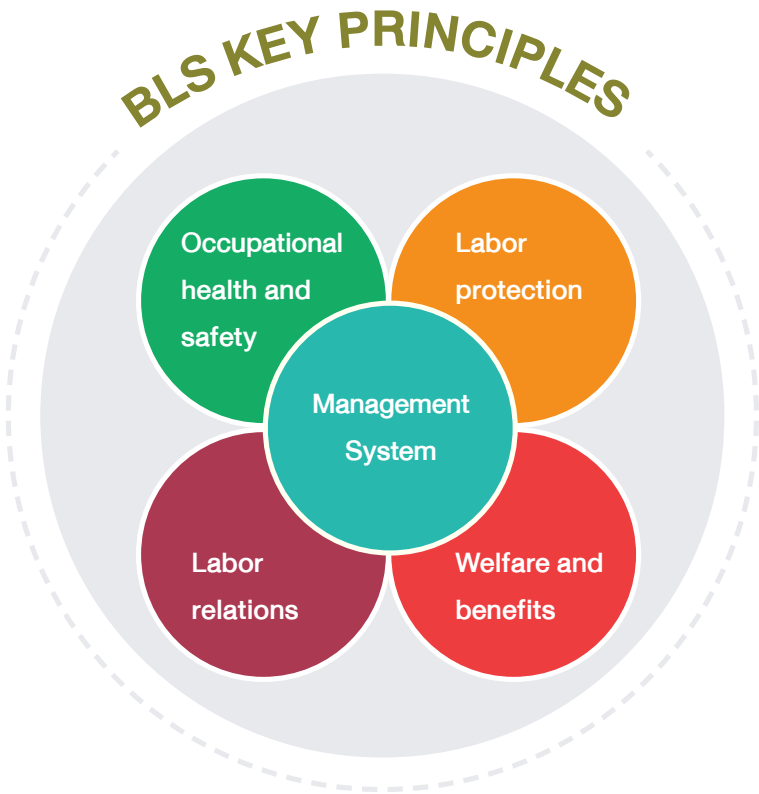 BLS KEY PRINCIPLES
Occupational
health and
safety
Labor
protection
Management
System
Labor
relations
Welfare and
benefits